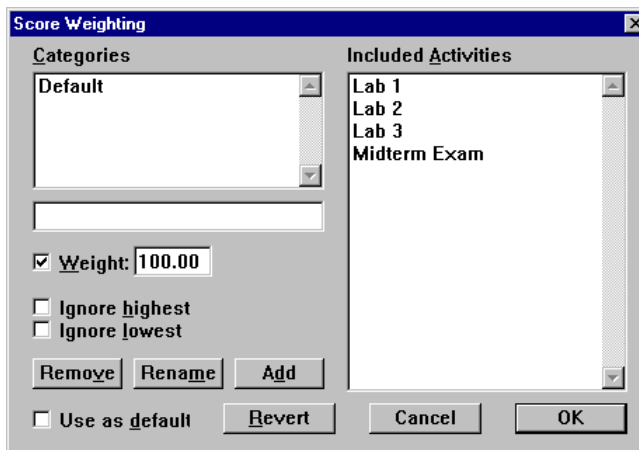 Score Weighting
Categories
Default
Weight: 100.00
Ignore highest
Ignore lowest
Remove Rename Add
Use as default
Included Activities
Lab 1
Lab 2
Lab 3
Midterm Exam
Revert Cancel OK